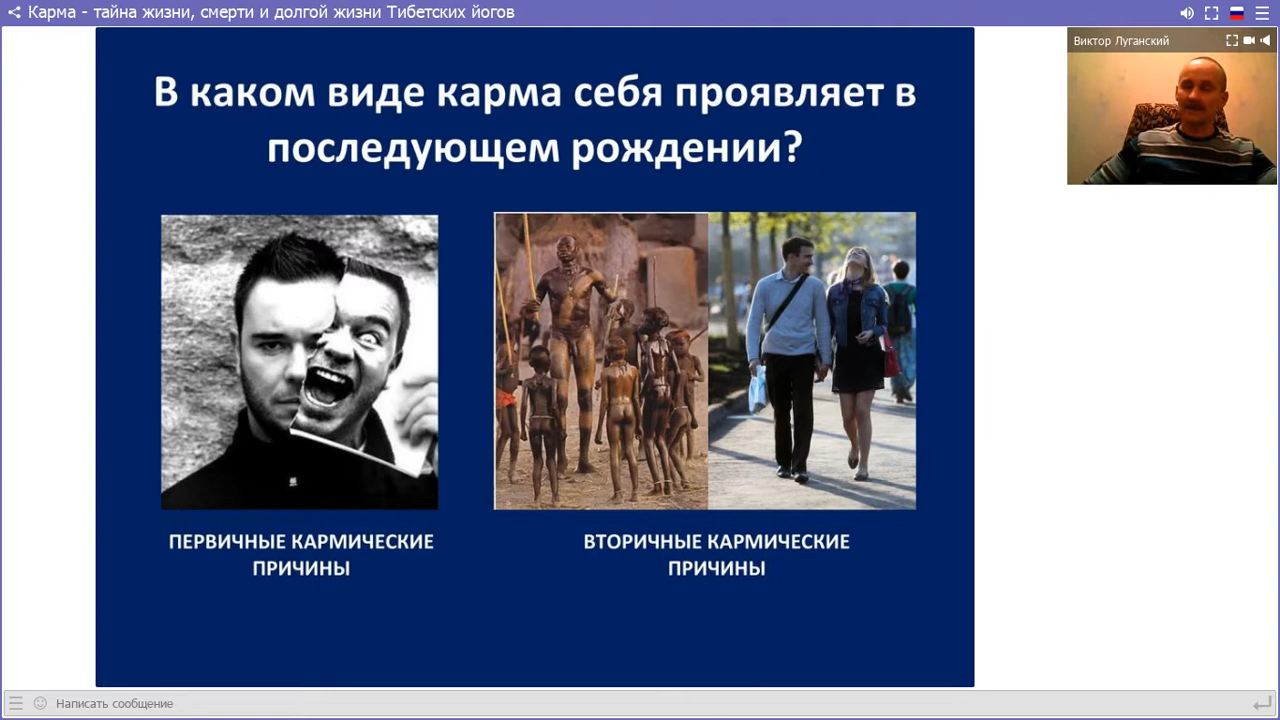 Карма - тайна жизни, смерти и долгой жизни Тибетских йогов
Виктор Луганский
В каком виде карма себя проявляет в
последующем рождении?
ПЕРВИЧНЫЕ КАРМИЧЕСКИЕ
ПРИЧИНЫ
ВТОРИЧНЫЕ КАРМИЧЕСКИЕ
ПРИЧИНЫ
Написать сообщение